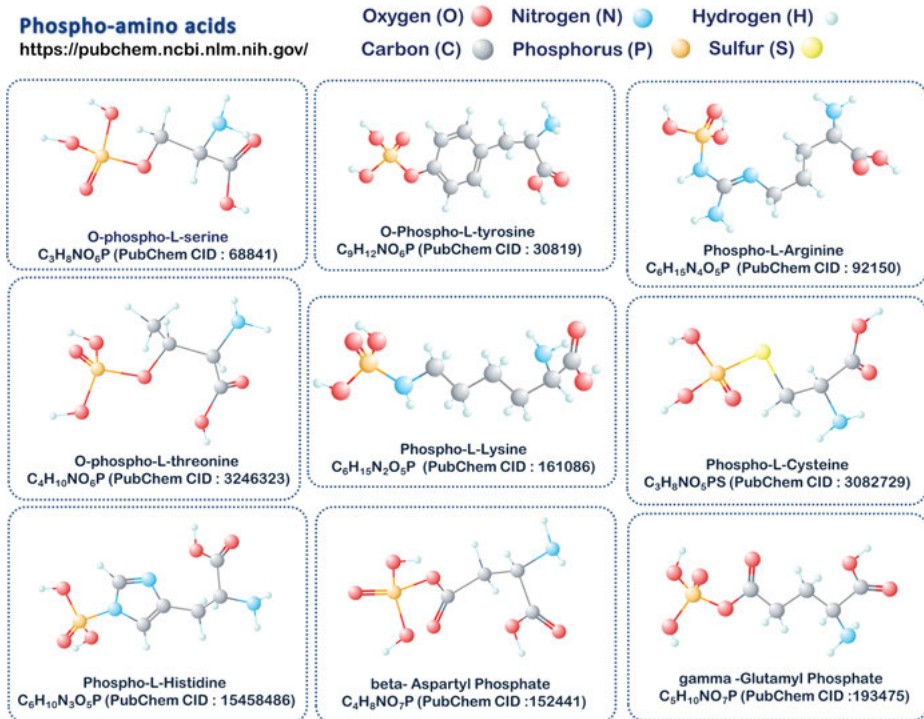 Phospho-amino acids
https://pubchem.ncbi.nlm.nih.gov/
Oxygen (O) Nitrogen (N) Hydrogen (H)
Carbon (C) Phosphorus (P) Sulfur (S)
O-phospho-L-serine
C₃H₈NO₆P (PubChem CID : 68841)
O-Phospho-L-tyrosine
C₉H₁₂NO₆P (PubChem CID : 30819)
Phospho-L-Arginine
C₆H₁₅N₄O₅P (PubChem CID : 92150)
O-phospho-L-threonine
C₄H₁₀NO₆P (PubChem CID : 3246323)
Phospho-L-Lysine
C₆H₁₅N₂O₅P (PubChem CID : 161086)
Phospho-L-Cysteine
C₃H₈NO₅PS (PubChem CID : 3082729)
Phospho-L-Histidine
C₆H₁₀N₃O₅P (PubChem CID : 15458486)
beta- Aspartyl Phosphate
C₄H₈NO₇P (PubChem CID : 152441)
gamma -Glutamyl Phosphate
C₅H₁₀NO₇P (PubChem CID :193475)